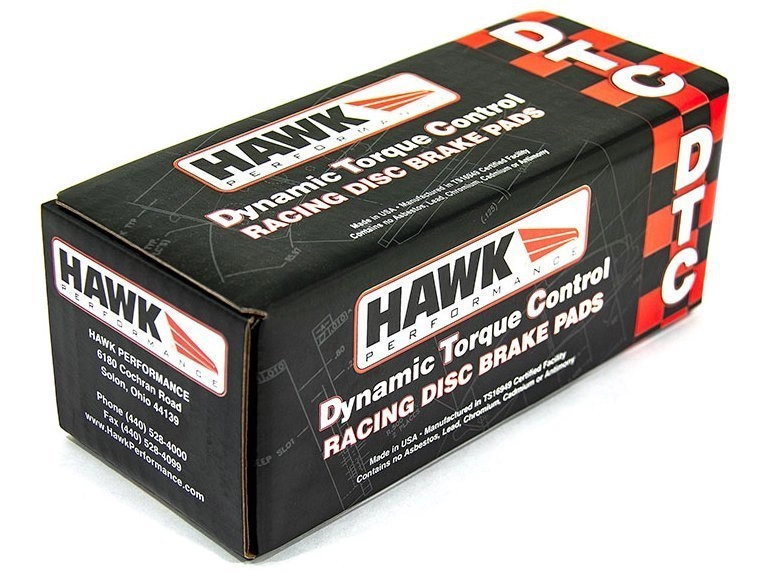 DTC
HAWK
PERFORMANCE
Dynamic Torque Control
RACING DISC BRAKE PADS
Made in USA - Manufactured in TS16949 Certified Facility
Contains no Asbestos, Lead, Chromium, Cadmium or Antimony
DTC
HAWK
PERFORMANCE
Dynamic Torque Control
RACING DISC BRAKE PADS
Made in USA - Manufactured in TS16949 Certified Facility
Contains no Asbestos, Lead, Chromium, Cadmium or Antimony
HAWK
PERFORMANCE
HAWK PERFORMANCE
6180 Cochran Road
Solon, Ohio 44139
Phone (440) 528-4000
Fax (440) 528-4099
www.HawkPerformance.com